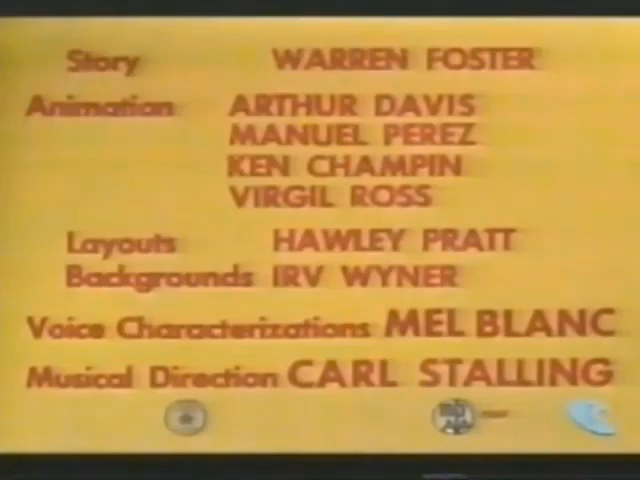 Story WARREN FOSTER
Animation ARTHUR DAVIS
MANUEL PEREZ
KEN CHAMPIN
VIRGIL ROSS
Layouts HAWLEY PRATT
Backgrounds IRV WYNER
Voice Characterizations MEL BLANC
Musical Direction CARL STALLING